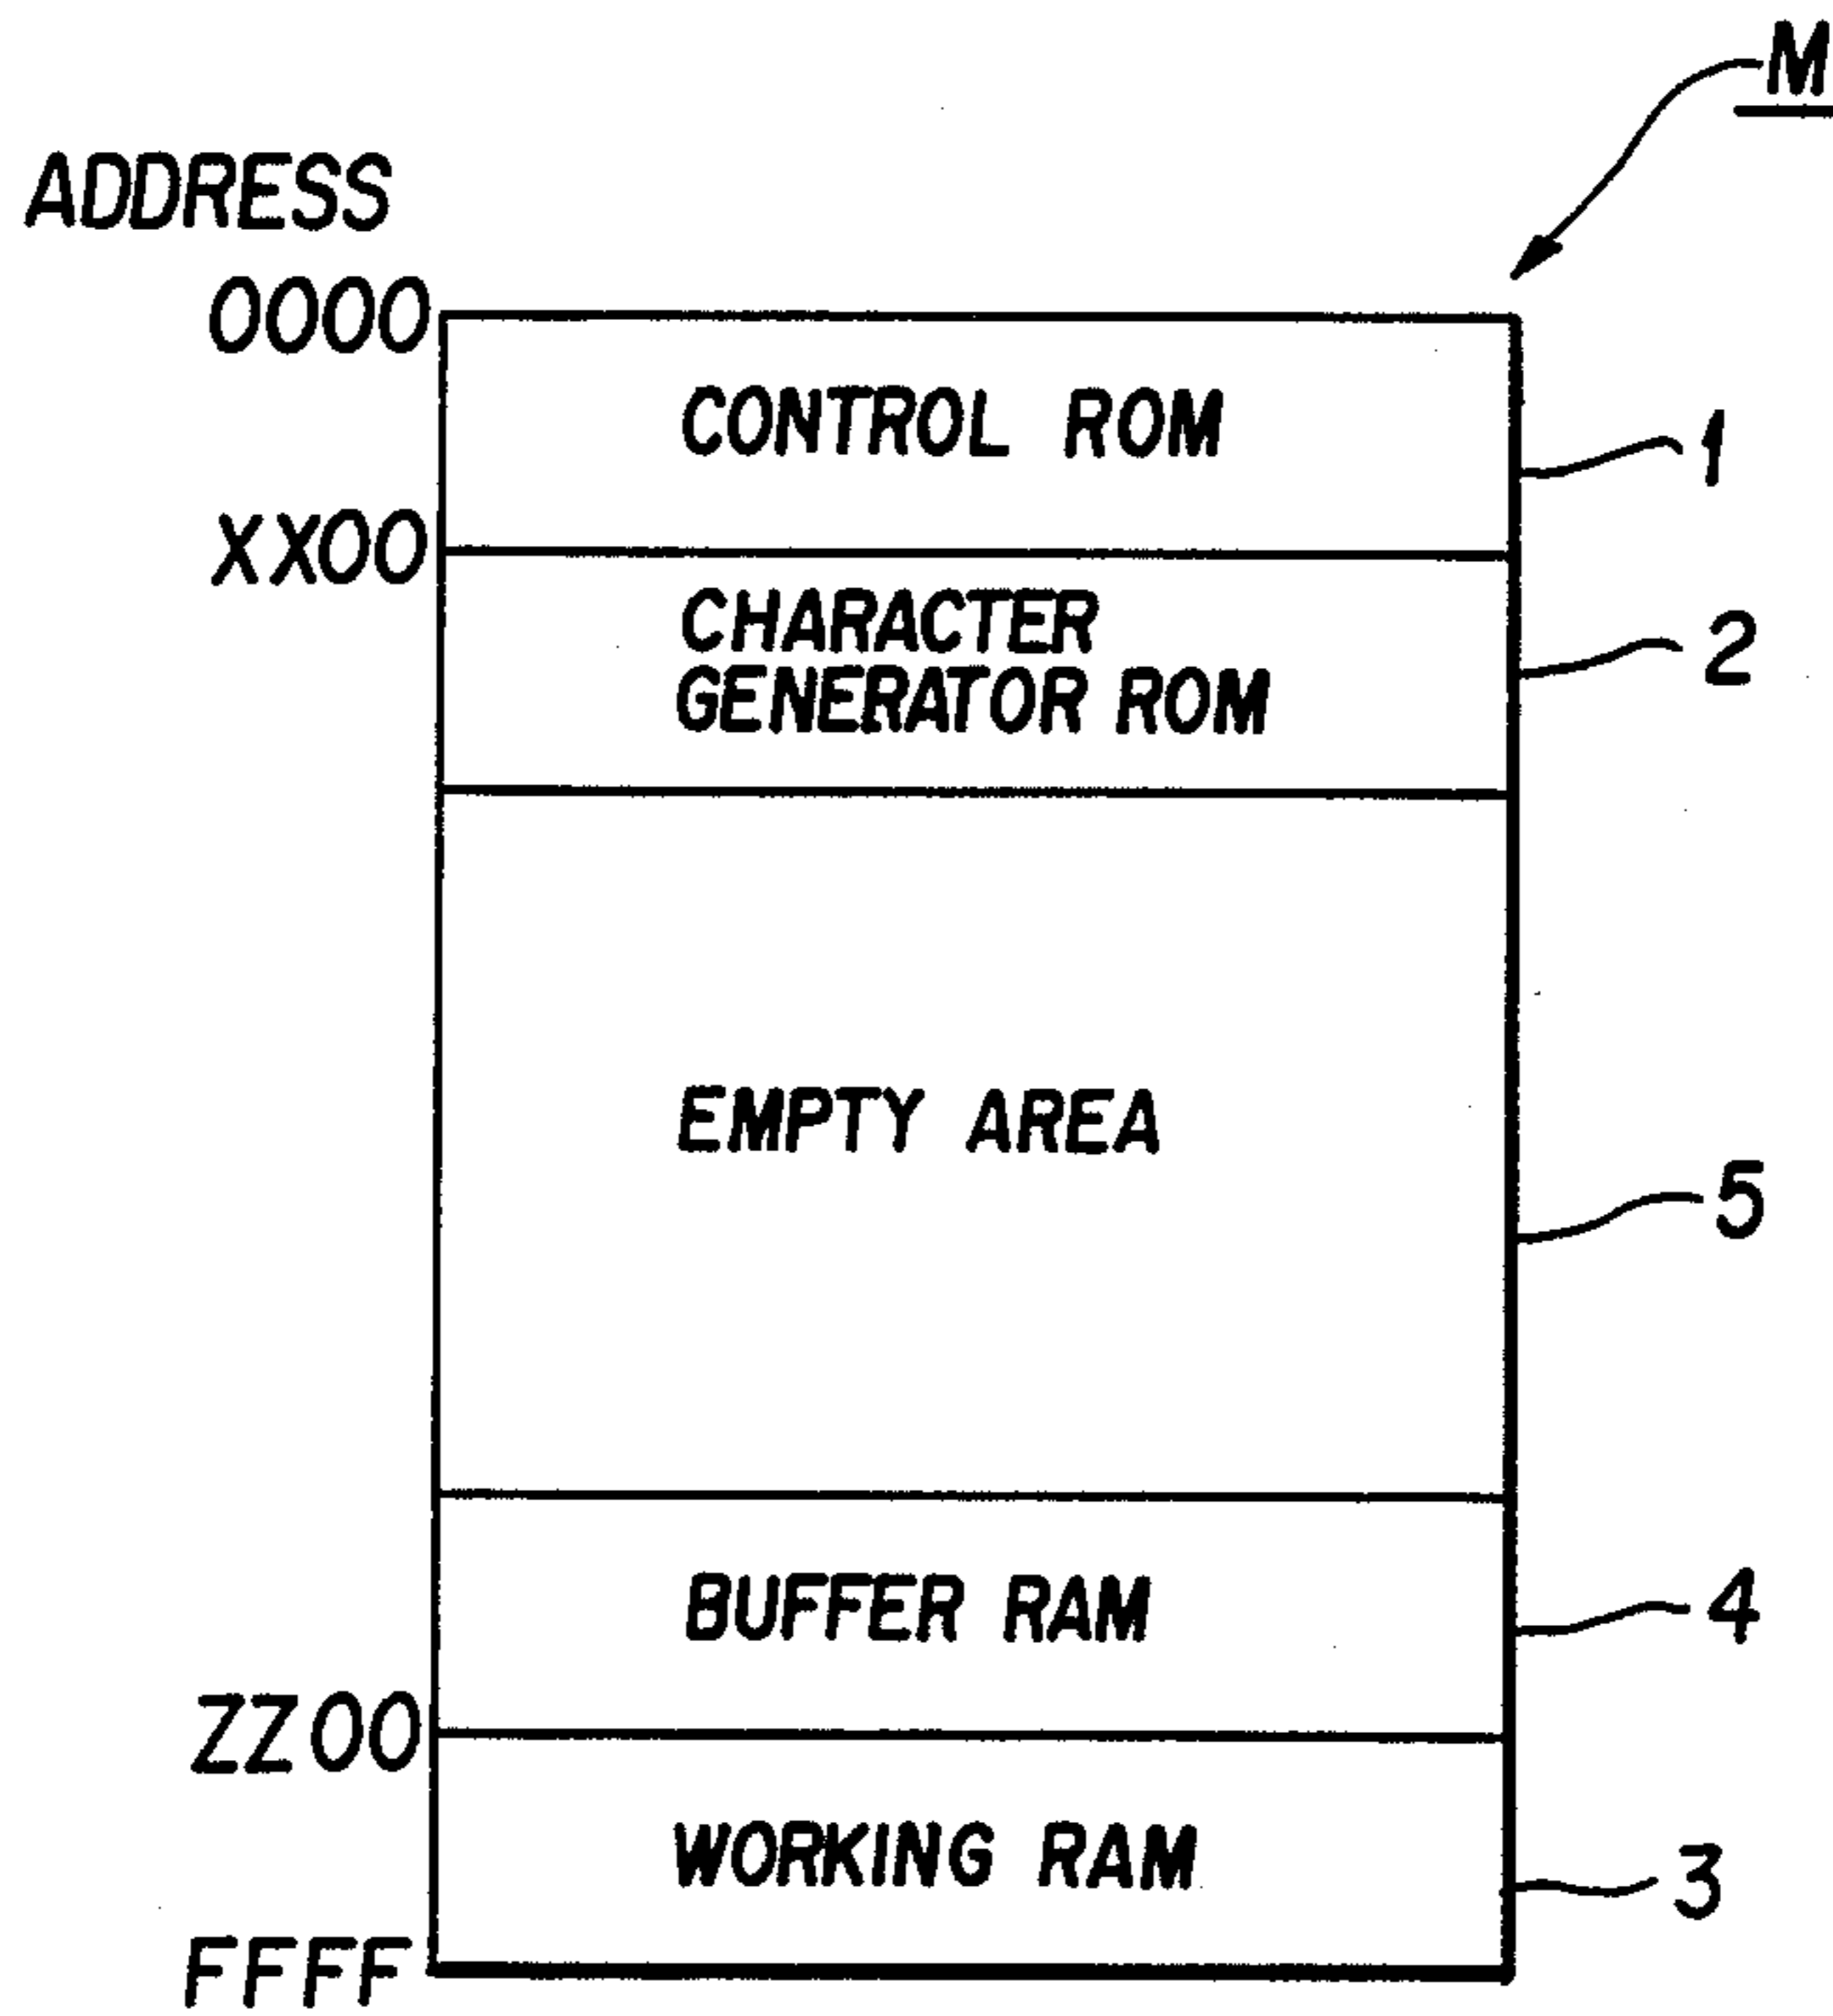 M
ADDRESS
0000
CONTROL ROM
1
XX00
CHARACTER
GENERATOR ROM
2
EMPTY AREA
5
BUFFER RAM
4
ZZ00
WORKING RAM
3
FFFF